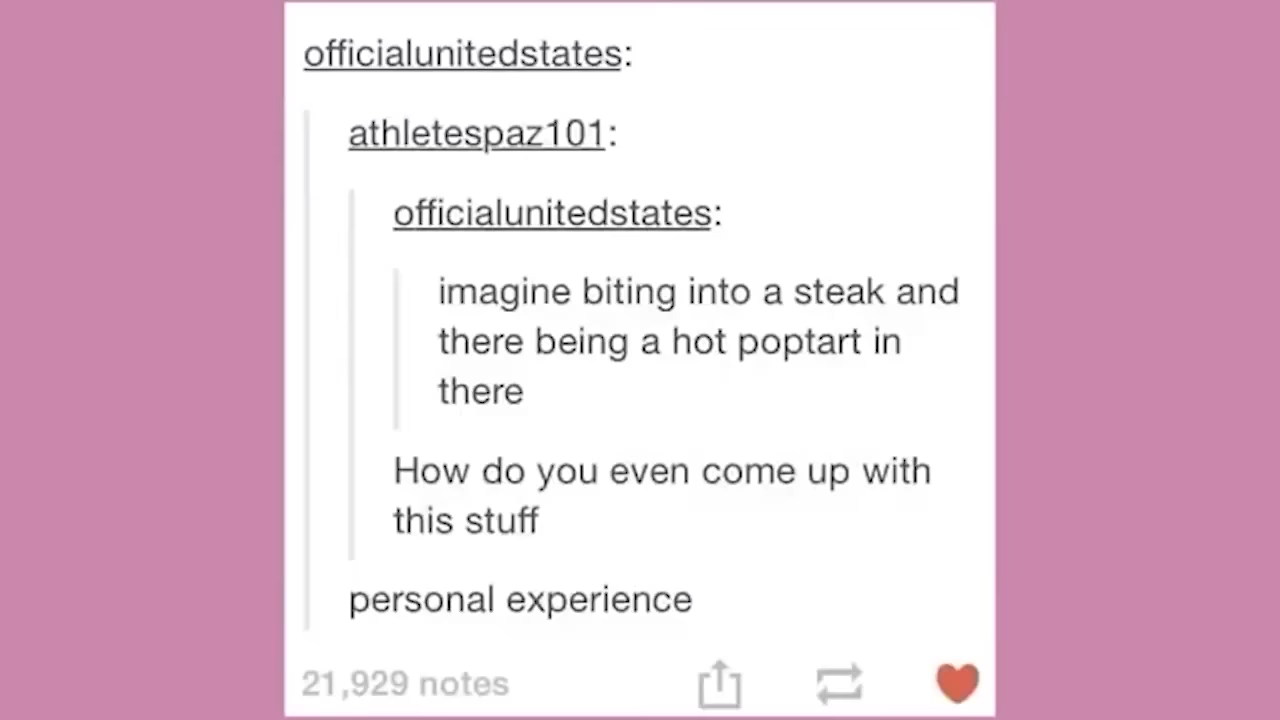 officialunitedstates:
athletespaz101:
officialunitedstates:
imagine biting into a steak and
there being a hot poptart in
there
How do you even come up with
this stuff
personal experience
21,929 notes